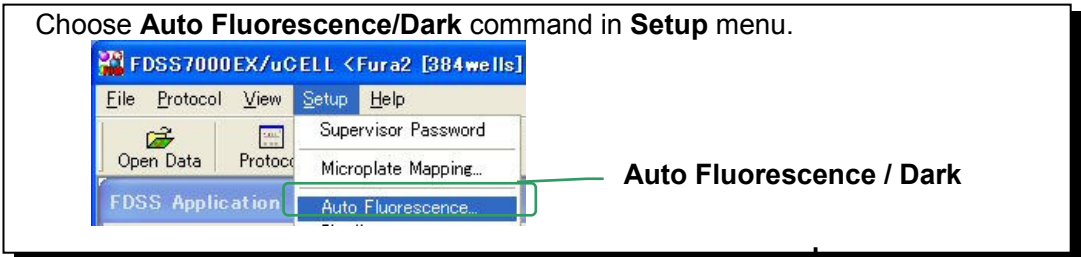 Choose Auto Fluorescence/Dark command in Setup menu.
FDSS7000EX/uCELL <Fura2 [384wells]
File Protocol View Setup Help
Supervisor Password
Open Data
Microplate Mapping...
Auto Fluorescence / Dark
FDSS Application
Auto Fluorescence...